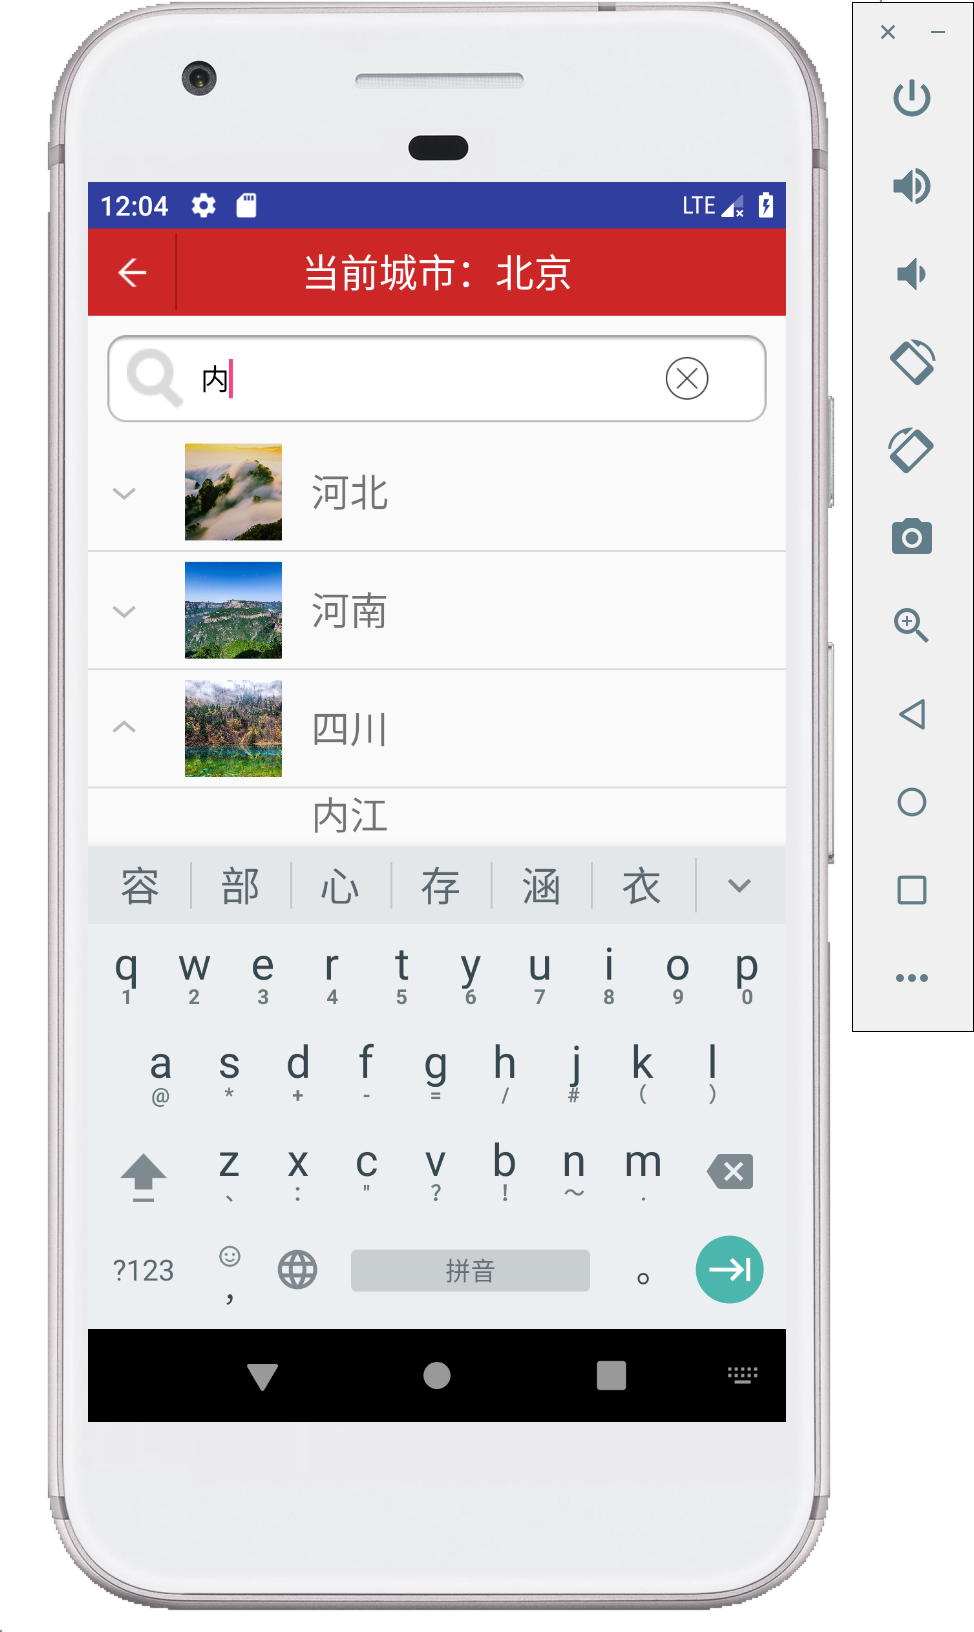 12:04 LTE
当前城市：北京
内
河北
河南
四川
内江
容 部 心 存 涵 衣
q w e r t y u i o p
1 2 3 4 5 6 7 8 9 0
a s d f g h j k l
@ * + - = / # ( )
z x c v b n m
、 : " ? ! ～ .
?123 , 拼音 。